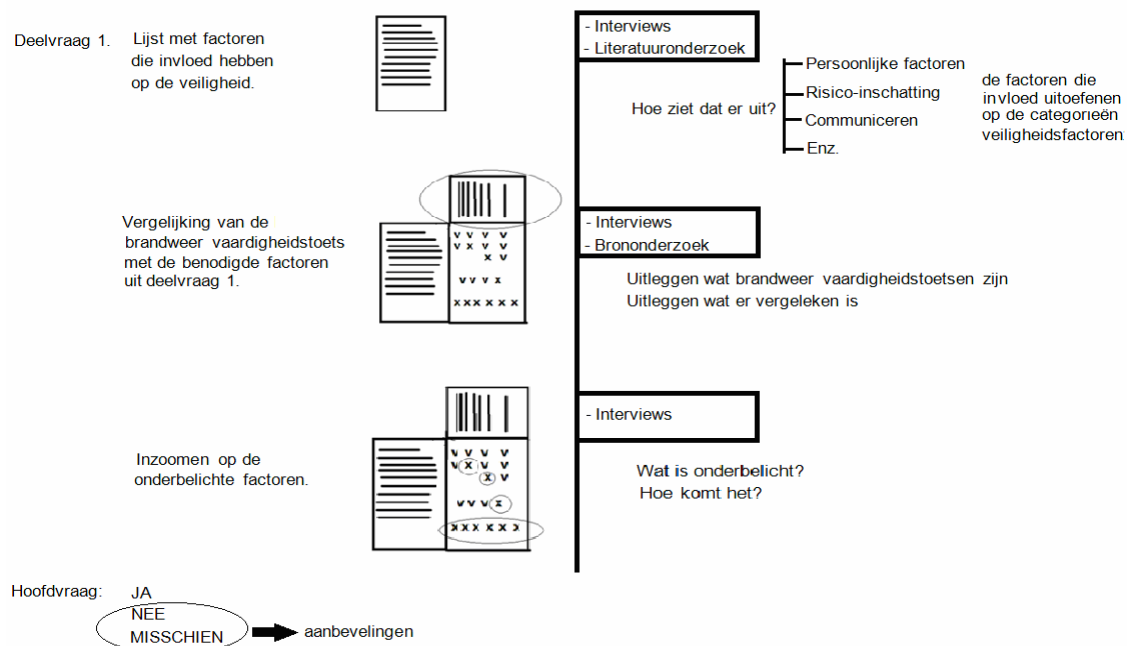 Deelvraag 1.
Lijst met factoren
die invloed hebben
op de veiligheid.
- Interviews
- Literatuuronderzoek
Hoe ziet dat er uit?
Persoonlijke factoren
Risico-inschatting
Communiceren
Enz.
de factoren die
invloed uitoefenen
op de categorieën
veiligheidsfactoren:
Vergelijking van de
brandweer vaardigheidstoets
met de benodigde factoren
uit deelvraag 1.
v v v v
v x v v
x v
v v v x
x x x x x x
- Interviews
- Brononderzoek
Uitleggen wat brandweer vaardigheidstoetsen zijn
Uitleggen wat er vergeleken is
Inzoomen op de
onderbelichte factoren.
v v v v
v x v v
x v
v v v x
x x x x x x
- Interviews
Wat is onderbelicht?
Hoe komt het?
Hoofdvraag:
JA
NEE
MISSCHIEN
aanbevelingen